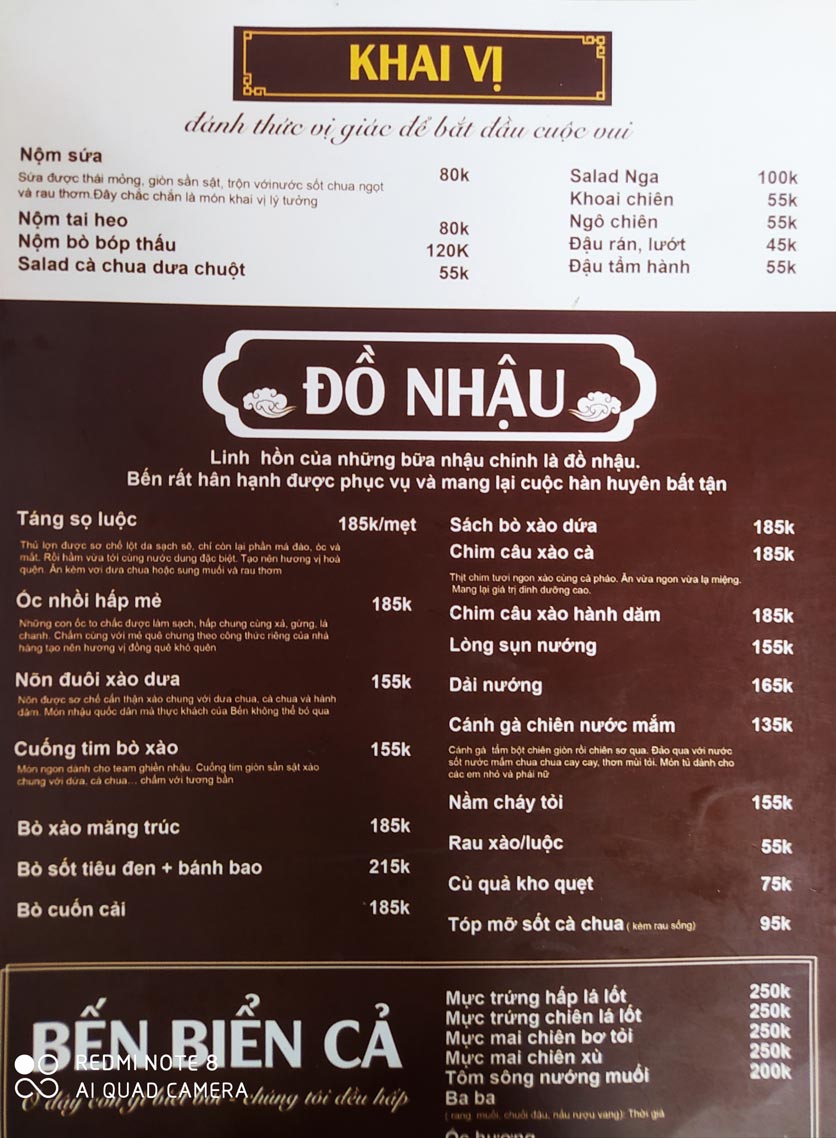 KHAI VỊ
đánh thức vị giác để bắt đầu cuộc vui
Nộm sứa 80k
Sứa được thái mỏng, giòn sần sật, trộn vớinước sốt chua ngọt
và rau thơm.Đây chắc chắn là món khai vị lý tưởng
Nộm tai heo 80k
Nộm bò bóp thấu 120K
Salad cà chua dưa chuột 55k
Salad Nga 100k
Khoai chiên 55k
Ngô chiên 55k
Đậu rán, lướt 45k
Đậu tẩm hành 55k
ĐỒ NHẬU
Linh hồn của những bữa nhậu chính là đồ nhậu.
Bến rất hân hạnh được phục vụ và mang lại cuộc hàn huyên bất tận
Táng sọ luộc 185k/mẹt
Thủ lợn được sơ chế lột da sạch sẽ, chỉ còn lại phần má đào, óc và
mắt. Rồi hầm vừa tới cùng nước dung đặc biệt. Tạo nên hương vị hoà
quện. Ăn kèm vơi dưa chua hoặc sung muối và rau thơm
Ốc nhồi hấp mẻ 185k
Những con ốc to chắc được làm sạch, hấp chung cùng xả, gừng, lá
chanh. Chấm cùng với mẻ quê chưng theo công thức riêng của nhà
hàng tạo nên hương vị đồng quê khó quên
Nõn đuôi xào dưa 155k
Nõn được sơ chế cẩn thận xào chung với dưa chua, cà chua và hành
dăm. Món nhậu quốc dân mà thực khách của Bến không thể bỏ qua
Cuống tim bò xào 155k
Món ngon dành cho team ghiền nhậu. Cuống tim giòn sần sật xào
chung với dứa, cà chua... chấm với tương bần
Bò xào măng trúc 185k
Bò sốt tiêu đen + bánh bao 215k
Bò cuốn cải 185k
Sách bò xào dứa 185k
Chim câu xào cà 185k
Thịt chim tươi ngon xào cùng cà pháo. Ăn vừa ngon vừa lạ miệng.
Mang lại giá trị dinh dưỡng cao.
Chim câu xào hành dăm 185k
Lòng sụn nướng 155k
Dải nướng 165k
Cánh gà chiên nước mắm 135k
Cánh gà tẩm bột chiên giòn rồi chiên sơ qua. Đảo qua với nước
sốt nước mắm chua chua cay cay, thơn mùi tỏi. Món tủ dành cho
các em nhỏ và phái nữ
Nầm cháy tỏi 155k
Rau xào/luộc 55k
Củ quả kho quẹt 75k
Tóp mỡ sốt cà chua ( kèm rau sống) 95k
BẾN BIỂN CẢ
chúng tôi đều hấp
REDMI NOTE 8
AI QUAD CAMERA
Mực trứng hấp lá lốt 250k
Mực trứng chiên lá lốt 250k
Mực mai chiên bơ tỏi 250k
Mực mai chiên xù 250k
Tôm sông nướng muối 200k
Ba ba
( rang muối, chuối đậu, nấu rượu vang): Thời giá
Ốc hương